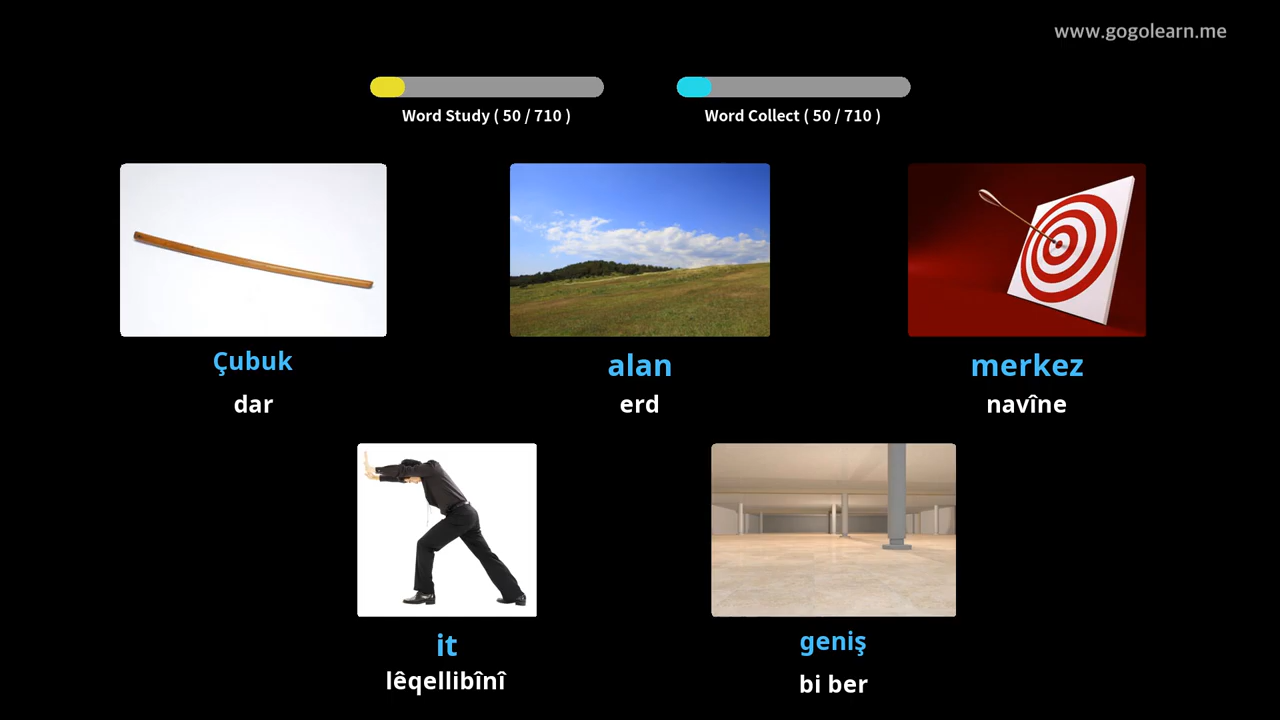 www.gogolearn.me
Word Study ( 50 / 710 )
Word Collect ( 50 / 710 )
Çubuk
dar
alan
erd
merkez
navîne
it
lêqellibînî
geniş
bi ber